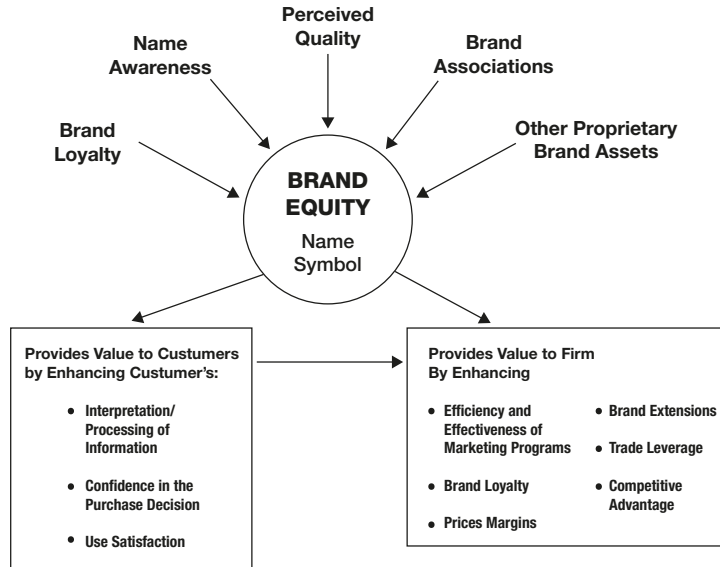 Perceived
Quality
Name
Awareness
Brand
Associations
Brand
Loyalty
Other Proprietary
Brand Assets
BRAND
EQUITY
Name
Symbol
Provides Value to Custumers
by Enhancing Custumer's:
• Interpretation/
Processing of
Information
• Confidence in the
Purchase Decision
• Use Satisfaction
Provides Value to Firm
By Enhancing
• Efficiency and
Effectiveness of
Marketing Programs
• Brand Loyalty
• Prices Margins
• Brand Extensions
• Trade Leverage
• Competitive
Advantage